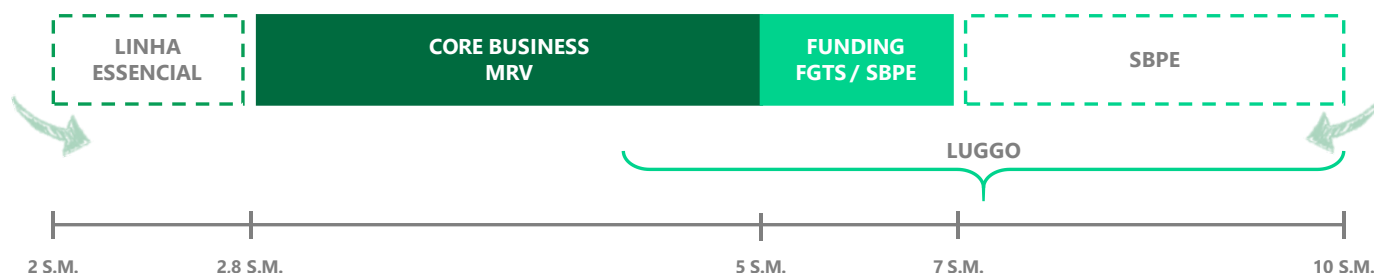 LINHA
ESSENCIAL
CORE BUSINESS
MRV
FUNDING
FGTS / SBPE
SBPE
LUGGO
2 S.M.
2,8 S.M.
5 S.M.
7 S.M.
10 S.M.